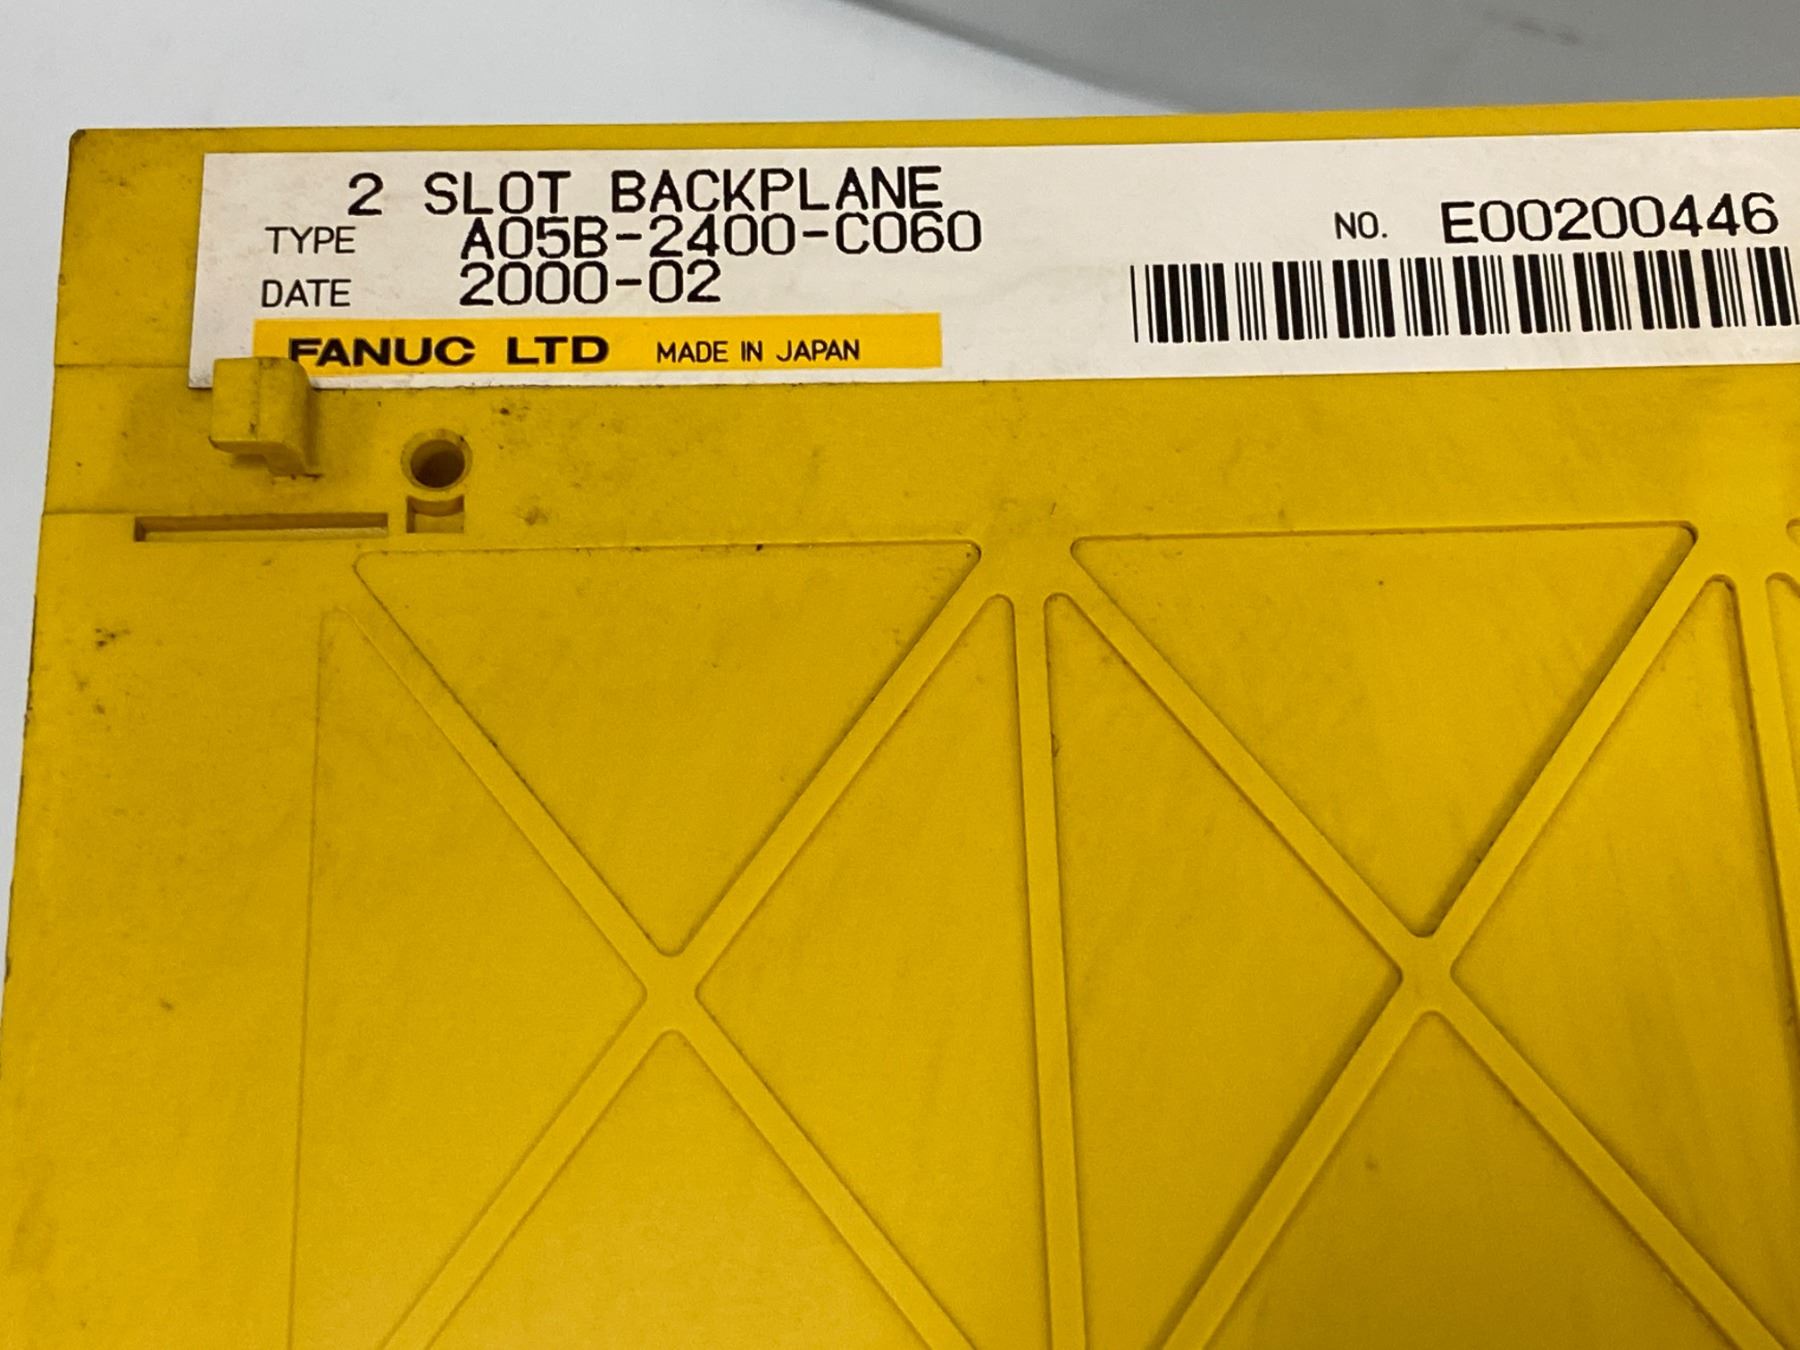 2 SLOT BACKPLANE
TYPE A05B-2400-C060
DATE 2000-02
FANUC LTD MADE IN JAPAN
NO. E00200446